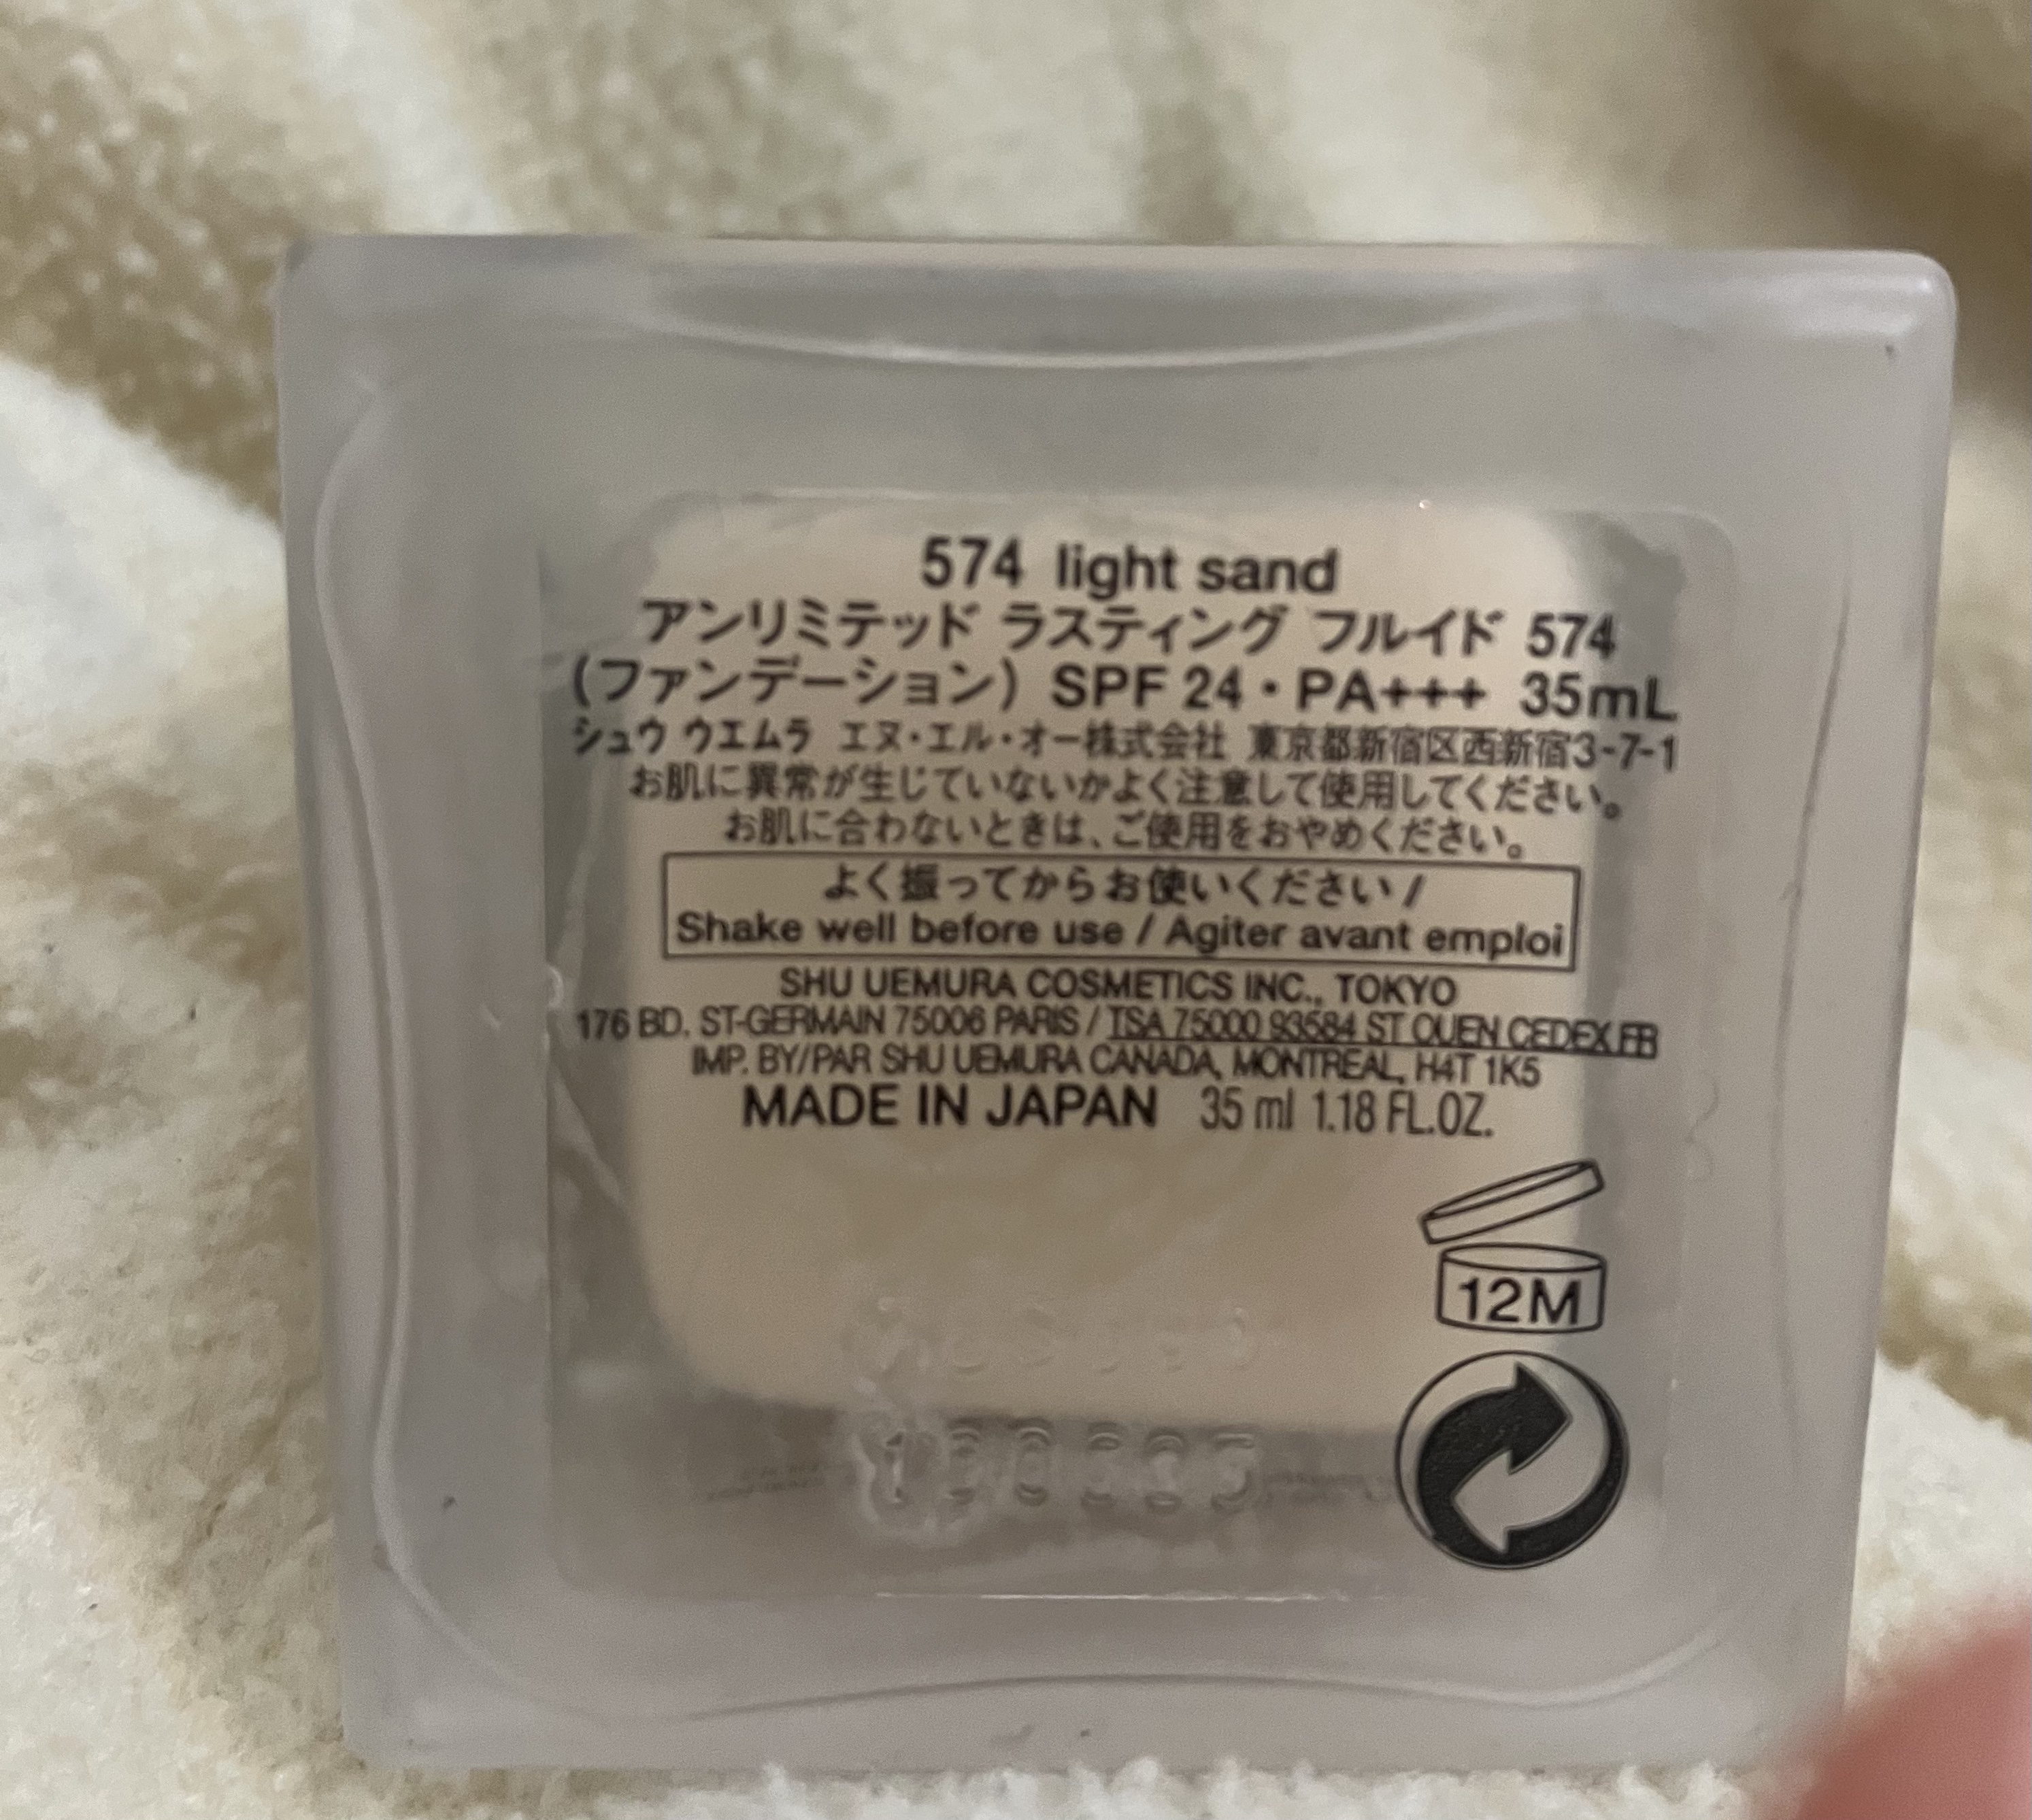 574 light sand
アンリミテッド ラスティング フルイド 574
(ファンデーション) SPF 24・PA+++ 35mL
シュウ ウエムラ エヌ・エル・オー株式会社 東京都新宿区西新宿3-7-1
お肌に異常が生じていないかよく注意して使用してください。
お肌に合わないときは、ご使用をおやめください。
よく振ってからお使いください /
Shake well before use / Agiter avant emploi
SHU UEMURA COSMETICS INC., TOKYO
176 BD. ST-GERMAIN 75006 PARIS / TSA 75000 93584 ST OUEN CEDEX FR
IMP. BY/PAR SHU UEMURA CANADA, MONTREAL, H4T 1K5
MADE IN JAPAN 35 ml 1.18 FL.OZ.
12M